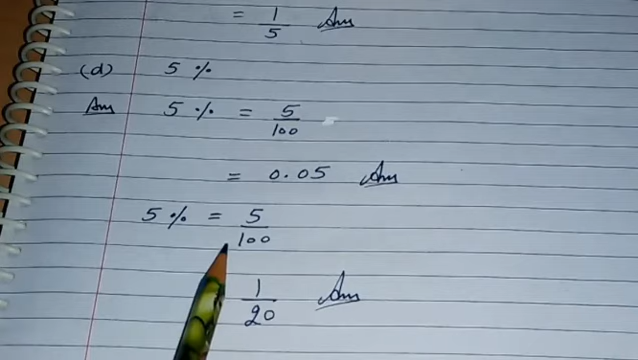 = 1/5 Ans
(d) 5 %
Ans 5 % = 5/100
= 0.05 Ans
5 % = 5/100
1/20 Ans